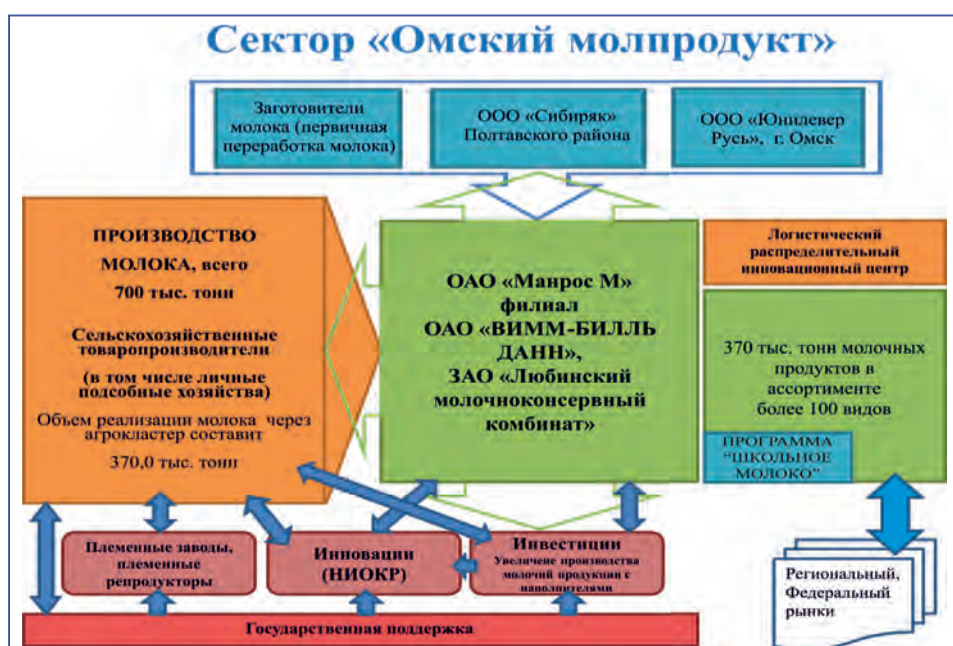 Сектор «Омский молпродукт»
Заготовители
молока (первичная
переработка молока)
ООО «Сибиряк»
Полтавского района
ООО «Юнилевер
Русь», г. Омск
ПРОИЗВОДСТВО
МОЛОКА, всего
700 тыс. тонн
Сельскохозяйственные
товаропроизводители
(в том числе личные
подсобные хозяйства)
Объем реализации молока через
агрокластер составит
370,0 тыс. тонн
ОАО «Манрос М»
филиал
ОАО «ВИММ-БИЛЛЬ
ДАНН»,
ЗАО «Любинский
молочноконсервный
комбинат»
Логистический
распределительный
инновационный центр
370 тыс. тонн молочных
продуктов в
ассортименте
более 100 видов
ПРОГРАММА
“ШКОЛЬНОЕ
МОЛОКО”
Племенные заводы,
племенные
репродукторы
Инновации
(НИОКР)
Инвестиции
Увеличене производства
молочий продукции с
наполнителями
Региональный,
Федеральный
рынки
Государственная поддержка